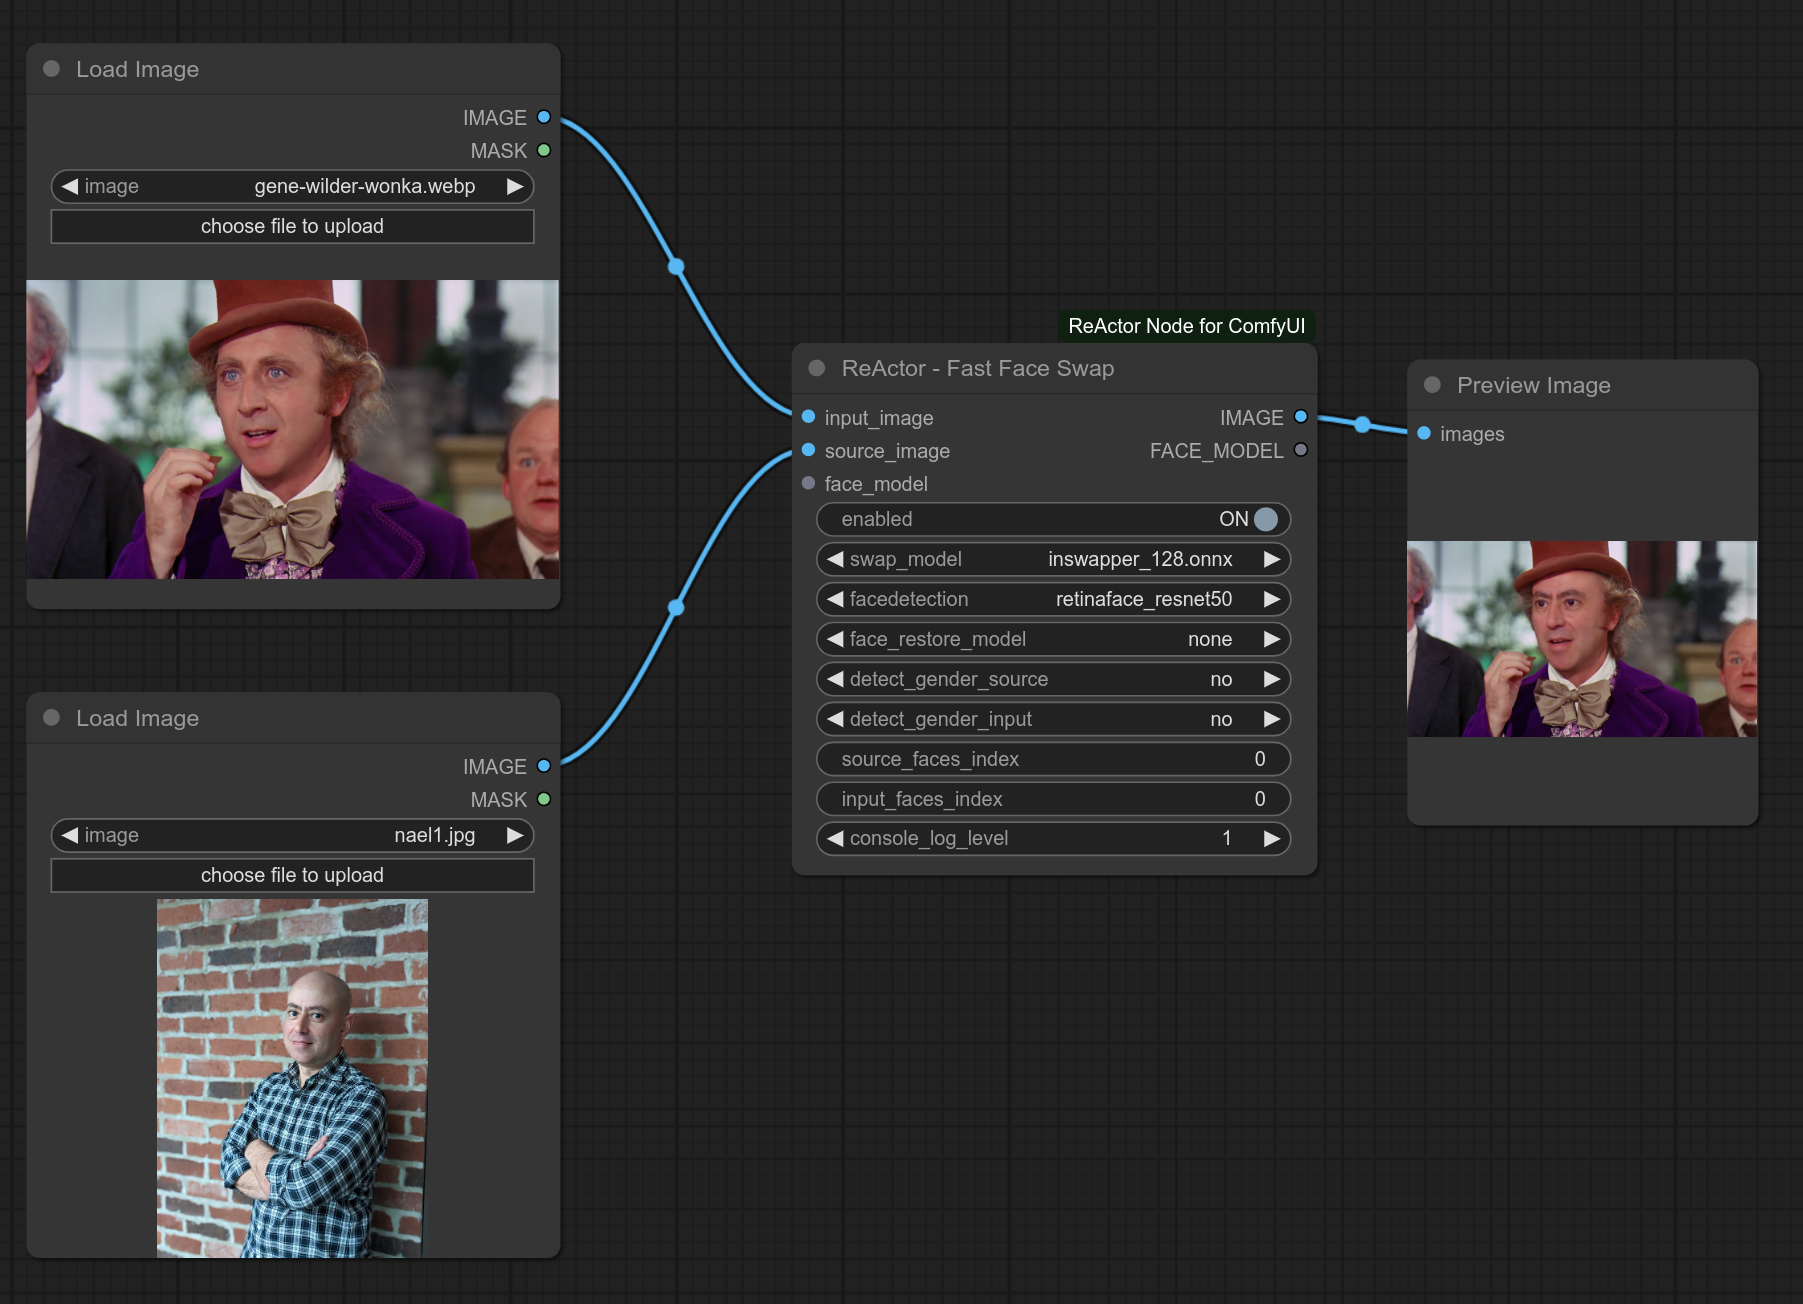 Load Image
IMAGE
MASK
image gene-wilder-wonka.webp
choose file to upload
Load Image
IMAGE
MASK
image nael1.jpg
choose file to upload
ReActor Node for ComfyUI
ReActor - Fast Face Swap
input_image IMAGE
source_image FACE_MODEL
face_model
enabled ON
swap_model inswapper_128.onnx
facedetection retinaface_resnet50
face_restore_model none
detect_gender_source no
detect_gender_input no
source_faces_index 0
input_faces_index 0
console_log_level 1
Preview Image
images